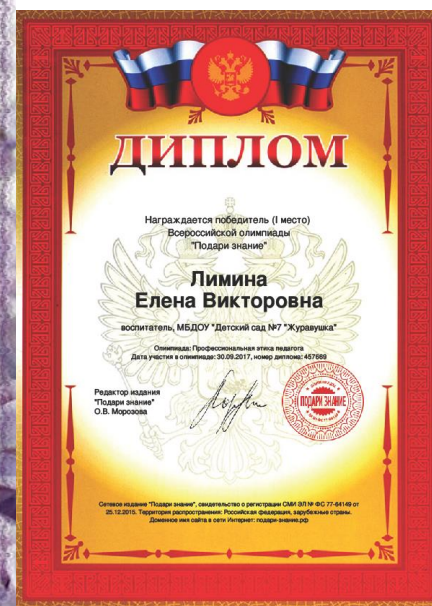 ДИПЛОМ
Награждается победитель (I место)
Всероссийской олимпиады
"Подари знание"
Лимина
Елена Викторовна
воспитатель, МБДОУ "Детский сад №7 "Журавушка"
Олимпиада: Профессиональная этика педагога
Дата участия в олимпиаде: 30.09.2017, номер диплома: 457689
Редактор издания
"Подари знание"
О.В. Морозова
ПОДАРИ ЗНАНИЕ
Сетевое издание "Подари знание", свидетельство о регистрации СМИ ЭЛ № ФС 77-64149 от
25.12.2015. Территория распространения: Российская федерация, зарубежные страны.
Доменное имя сайта в сети Интернет: подари-знание.рф